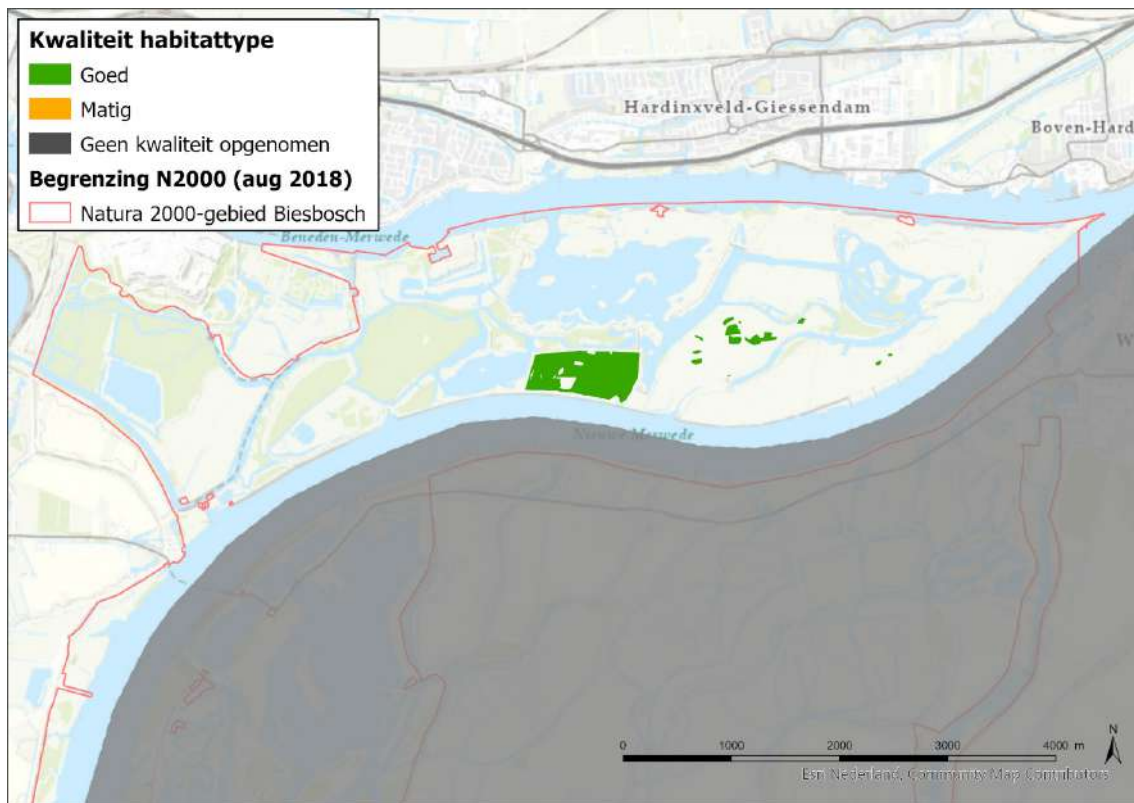 Kwaliteit habitattype
Goed
Matig
Geen kwaliteit opgenomen
Begrenzing N2000 (aug 2018)
Natura 2000-gebied Biesbosch
Hardinxveld-Giessendam
Boven-Hard
Beneden-Merwede
W
Nieuwe Merwede
N
0 1000 2000 3000 4000 m
Esri Nederland, Community Map Contributors